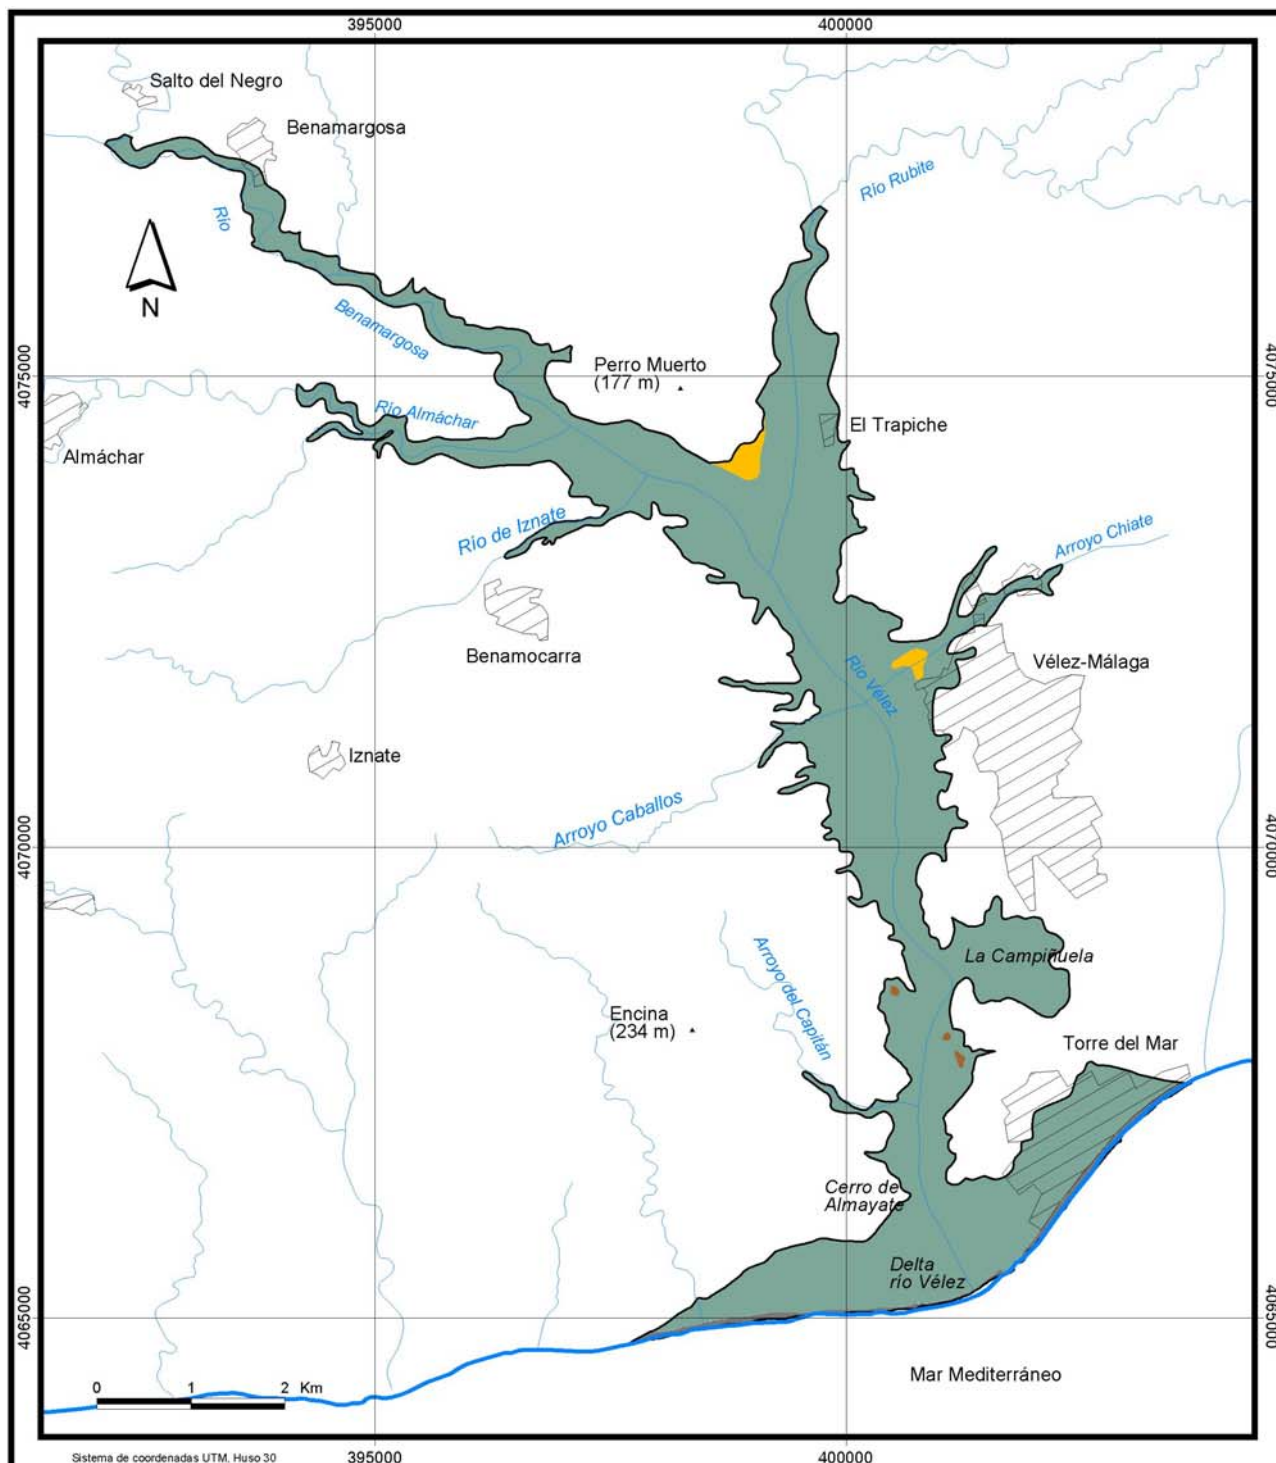 395000
400000
Salto del Negro
Benamargosa
Río Rubite
Río
Benamargosa
4075000
4075000
Perro Muerto
(177 m)
Río Almáchar
El Trapiche
Almáchar
Río de Iznate
Arroyo Chiate
Benamocarra
Río Vélez
Vélez-Málaga
Iznate
Arroyo Caballos
4070000
4070000
La Campiñuela
Arroyo del Capitán
Encina
(234 m)
Torre del Mar
Cerro de
Almayate
Delta
río Vélez
4065000
4065000
Mar Mediterráneo
0 1 2 Km
N
Sistema de coordenadas UTM. Huso 30
395000
400000